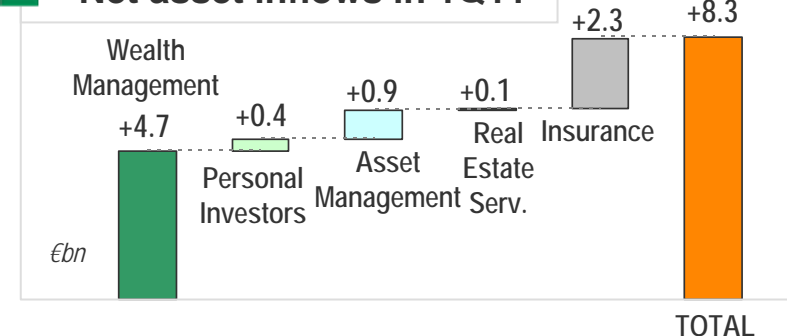 Net asset inflows in 1Q11
+8.3
+2.3
Wealth
Management
+4.7
+0.4
+0.9
+0.1
Personal
Investors
Asset
Management
Real
Estate
Serv.
Insurance
€bn
TOTAL